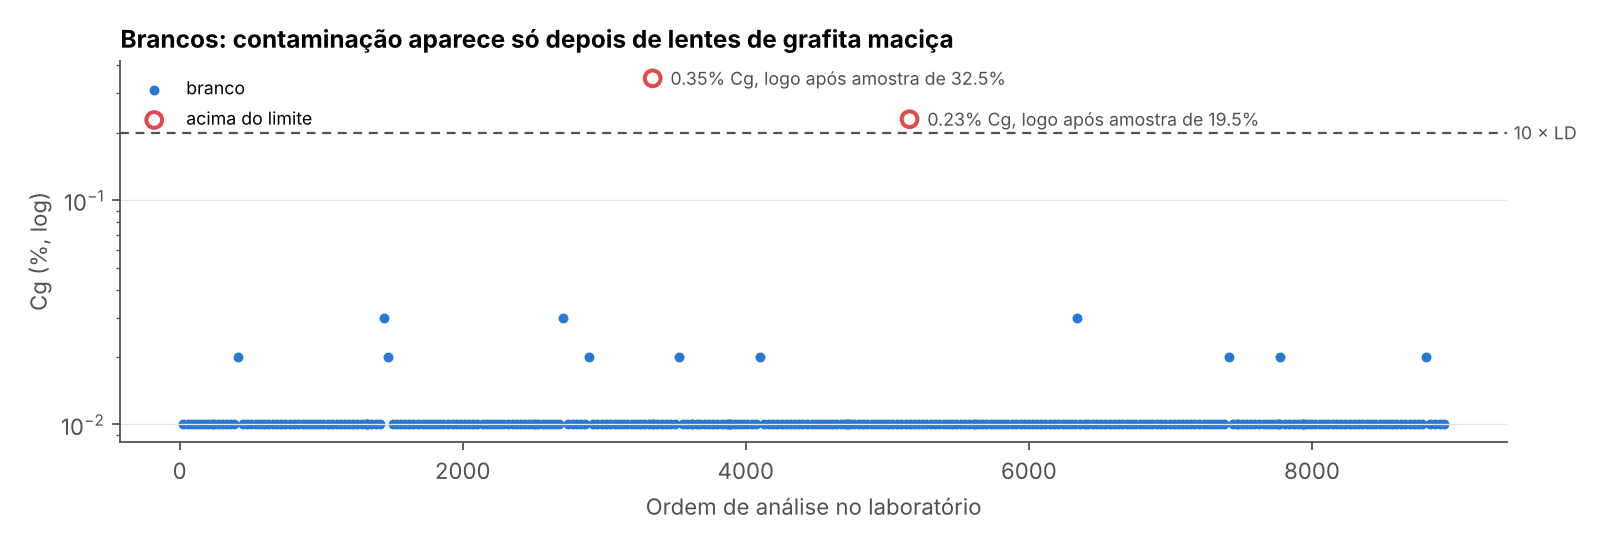 Brancos: contaminação aparece só depois de lentes de grafita maciça
branco
acima do limite
0.35% Cg, logo após amostra de 32.5%
0.23% Cg, logo após amostra de 19.5%
10 × LD
Cg (%, log)
10⁻¹
10⁻²
0 2000 4000 6000 8000
Ordem de análise no laboratório